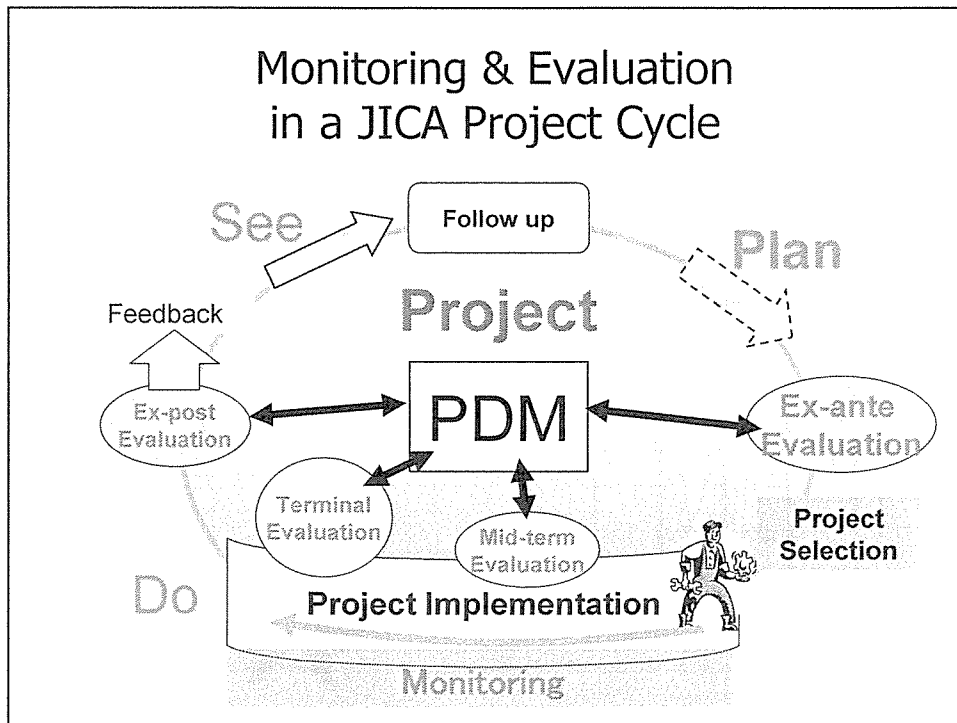 Monitoring & Evaluation
in a JICA Project Cycle
See
Follow up
Plan
Feedback
Project
Ex-post
Evaluation
PDM
Ex-ante
Evaluation
Terminal
Evaluation
Mid-term
Evaluation
Project
Selection
Do
Project Implementation
Monitoring